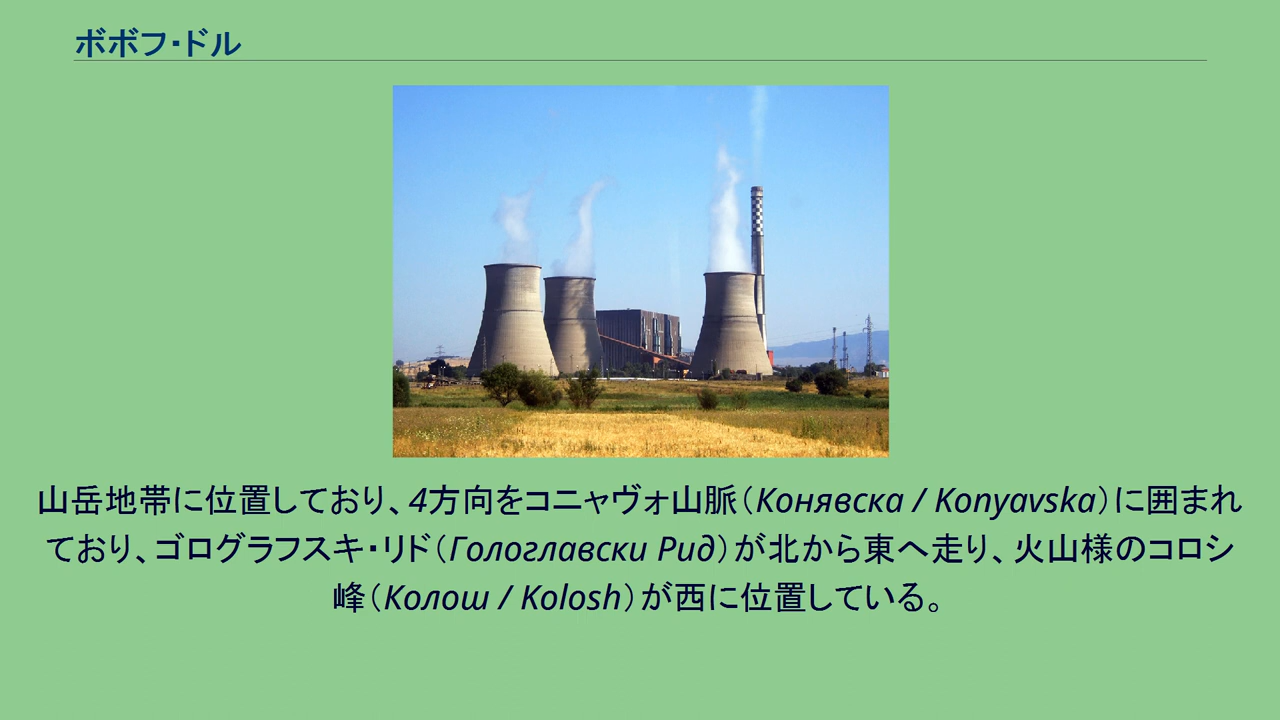 ボボフ・ドル
山岳地帯に位置しており、4方向をコニャヴォ山脈（Конявска / Konyavska）に囲まれ
ており、ゴログラフスキ・リド（Гологлавски Рид）が北から東へ走り、火山様のコロシ
峰（Колош / Kolosh）が西に位置している。